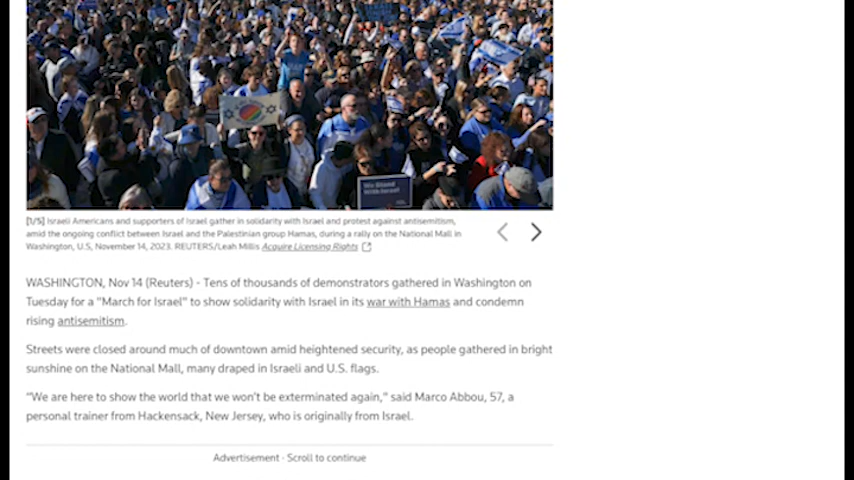 We Stand
With Israel
[1/5] Israeli Americans and supporters of Israel gather in solidarity with Israel and protest against antisemitism,
amid the ongoing conflict between Israel and the Palestinian group Hamas, during a rally on the National Mall in
Washington, U.S, November 14, 2023. REUTERS/Leah Millis Acquire Licensing Rights
WASHINGTON, Nov 14 (Reuters) - Tens of thousands of demonstrators gathered in Washington on
Tuesday for a "March for Israel" to show solidarity with Israel in its war with Hamas and condemn
rising antisemitism.
Streets were closed around much of downtown amid heightened security, as people gathered in bright
sunshine on the National Mall, many draped in Israeli and U.S. flags.
“We are here to show the world that we won’t be exterminated again,” said Marco Abbou, 57, a
personal trainer from Hackensack, New Jersey, who is originally from Israel.
Advertisement · Scroll to continue